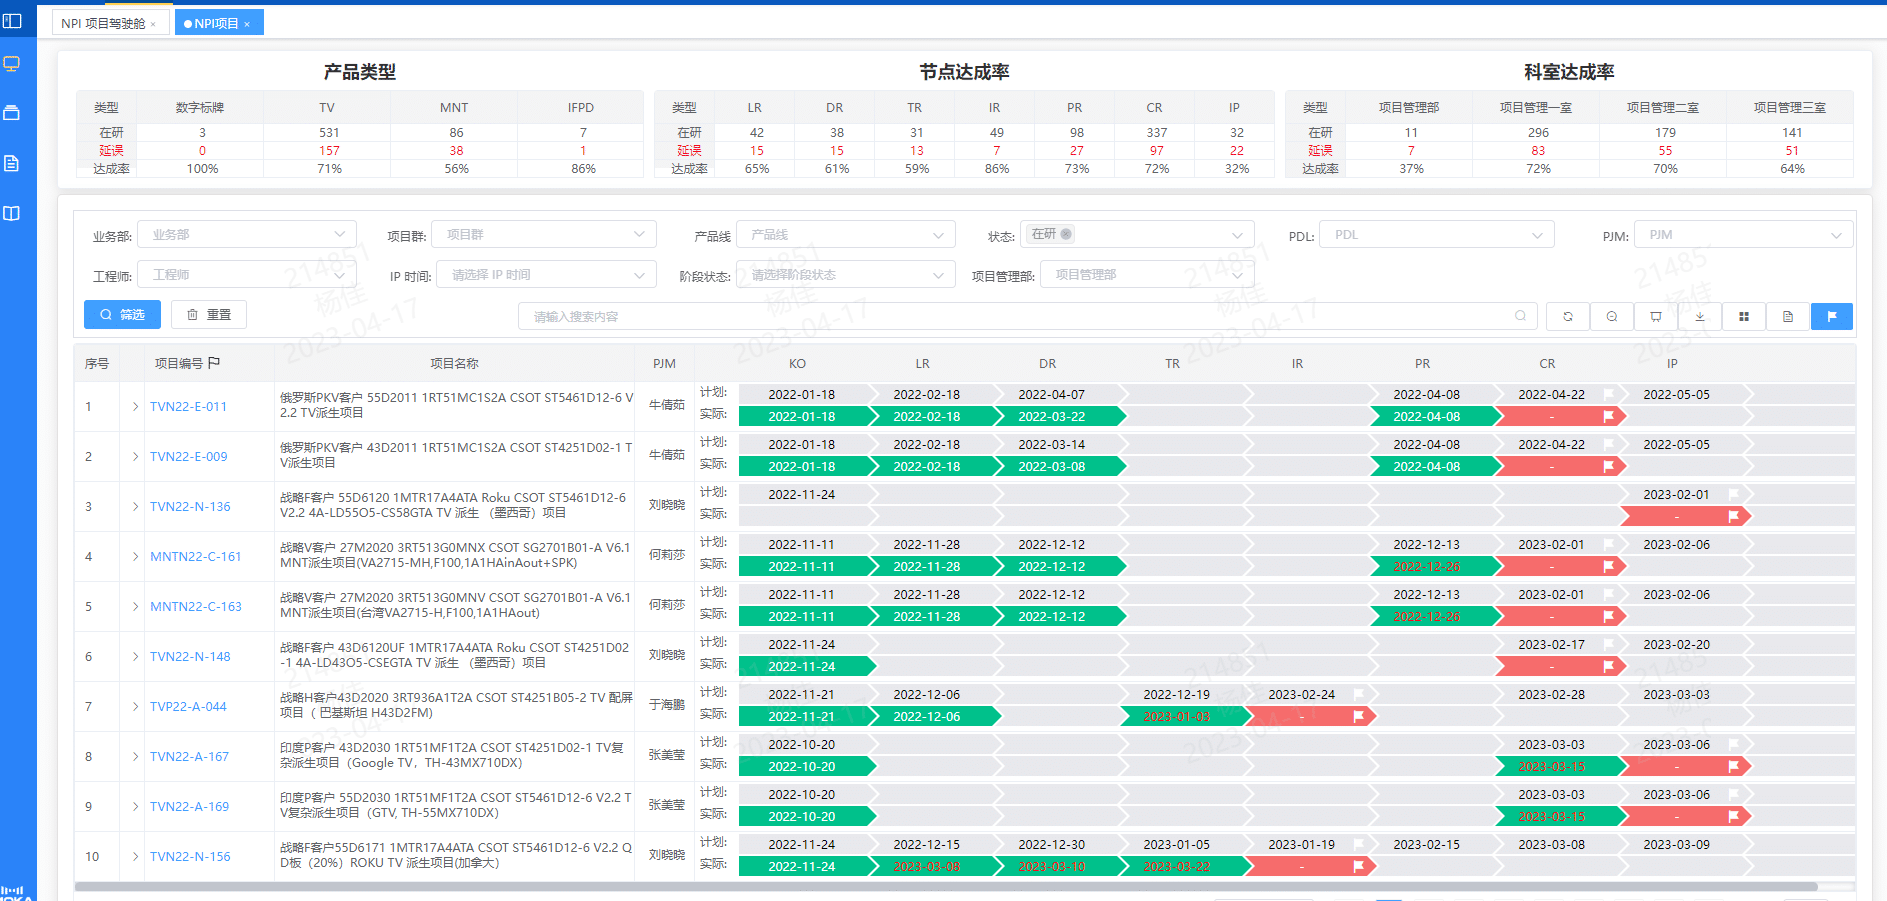 NPI 项目驾驶舱 ×
NPI项目 ×
产品类型
类型 数字标牌 TV MNT IFPD
在研 3 531 86 7
延误 0 157 38 1
达成率 100% 71% 56% 86%
节点达成率
类型 LR DR TR IR PR CR IP
在研 42 38 31 49 98 337 32
延误 15 15 13 7 27 97 22
达成率 65% 61% 59% 86% 73% 72% 32%
科室达成率
类型 项目管理部 项目管理一室 项目管理二室 项目管理三室
在研 11 296 179 141
延误 7 83 55 51
达成率 37% 72% 70% 64%
业务部: 业务部 项目群: 项目群 产品线 产品线 状态: 在研 PDL: PDL PJM: PJM
工程师: 工程师 IP 时间: 请选择 IP 时间 阶段状态: 请选择阶段状态 项目管理部: 项目管理部
筛选 重置 请输入搜索内容
序号 项目编号 项目名称 PJM KO LR DR TR IR PR CR IP
1 TVN22-E-011 俄罗斯PKV客户 55D2011 1RT51MC1S2A CSOT ST5461D12-6 V
2.2 TV派生项目 牛倩茹
计划: 2022-01-18 2022-02-18 2022-04-07 2022-04-08 2022-04-22 2022-05-05
实际: 2022-01-18 2022-02-18 2022-03-22 2022-04-08 -
2 TVN22-E-009 俄罗斯PKV客户 43D2011 1RT51MC1S2A CSOT ST4251D02-1 T
V派生项目 牛倩茹
计划: 2022-01-18 2022-02-18 2022-03-14 2022-04-08 2022-04-22 2022-05-05
实际: 2022-01-18 2022-02-18 2022-03-08 2022-04-08 -
3 TVN22-N-136 战略F客户 55D6120 1MTR17A4ATA Roku CSOT ST5461D12-6
V2.2 4A-LD55O5-CS58GTA TV 派生 （墨西哥）项目 刘晓晓
计划: 2022-11-24 2023-02-01
实际: -
4 MNTN22-C-161 战略V客户 27M2020 3RT513G0MNX CSOT SG2701B01-A V6.1
MNT派生项目(VA2715-MH,F100,1A1HAinAout+SPK) 何莉莎
计划: 2022-11-11 2022-11-28 2022-12-12 2022-12-13 2023-02-01 2023-02-06
实际: 2022-11-11 2022-11-28 2022-12-12 2022-12-26 -
5 MNTN22-C-163 战略V客户 27M2020 3RT513G0MNV CSOT SG2701B01-A V6.1
MNT派生项目(台湾VA2715-H,F100,1A1HAout) 何莉莎
计划: 2022-11-11 2022-11-28 2022-12-12 2022-12-13 2023-02-01 2023-02-06
实际: 2022-11-11 2022-11-28 2022-12-12 2022-12-26 -
6 TVN22-N-148 战略F客户 43D6120UF 1MTR17A4ATA Roku CSOT ST4251D02
-1 4A-LD43O5-CSEGTA TV 派生 （墨西哥）项目 刘晓晓
计划: 2022-11-24 2023-02-17 2023-02-20
实际: 2022-11-24 -
7 TVP22-A-044 战略H客户43D2020 3RT936A1T2A CSOT ST4251B05-2 TV 配屏
项目（ 巴基斯坦 H43D2FM) 于海鹏
计划: 2022-11-21 2022-12-06 2022-12-19 2023-02-24 2023-02-28 2023-03-03
实际: 2022-11-21 2022-12-06 2023-01-03 -
8 TVN22-A-167 印度P客户 43D2030 1RT51MF1T2A CSOT ST4251D02-1 TV复
杂派生项目（Google TV，TH-43MX710DX） 张美莹
计划: 2022-10-20 2023-03-03 2023-03-06
实际: 2022-10-20 2023-03-15 -
9 TVN22-A-169 印度P客户 55D2030 1RT51MF1T2A CSOT ST5461D12-6 V2.2 T
V复杂派生项目（GTV, TH-55MX710DX） 张美莹
计划: 2022-10-20 2023-03-03 2023-03-06
实际: 2022-10-20 2023-03-15 -
10 TVN22-N-156 战略F客户55D6171 1MTR17A4ATA CSOT ST5461D12-6 V2.2 Q
D板（20%）ROKU TV 派生项目(加拿大) 刘晓晓
计划: 2022-11-24 2022-12-15 2022-12-30 2023-01-05 2023-01-19 2023-02-15 2023-03-08 2023-03-09
实际: 2022-11-24 2023-03-08 2023-03-10 2023-03-22 -
214851
杨佳
2023-04-17